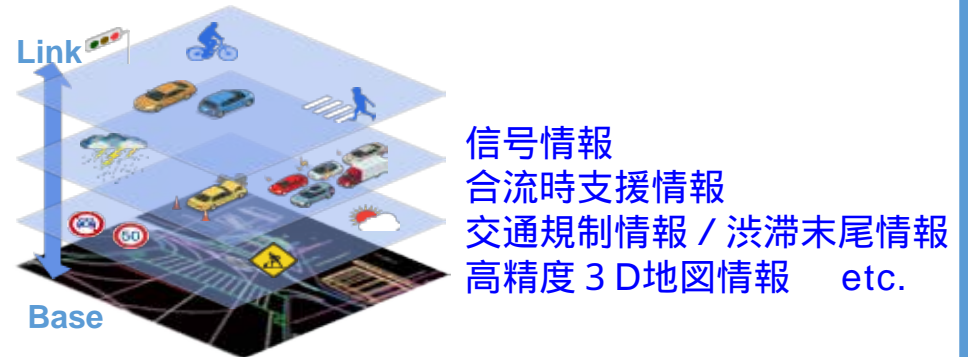 Link
信号情報
合流時支援情報
交通規制情報／渋滞末尾情報
高精度３D地図情報　etc.
50
Base